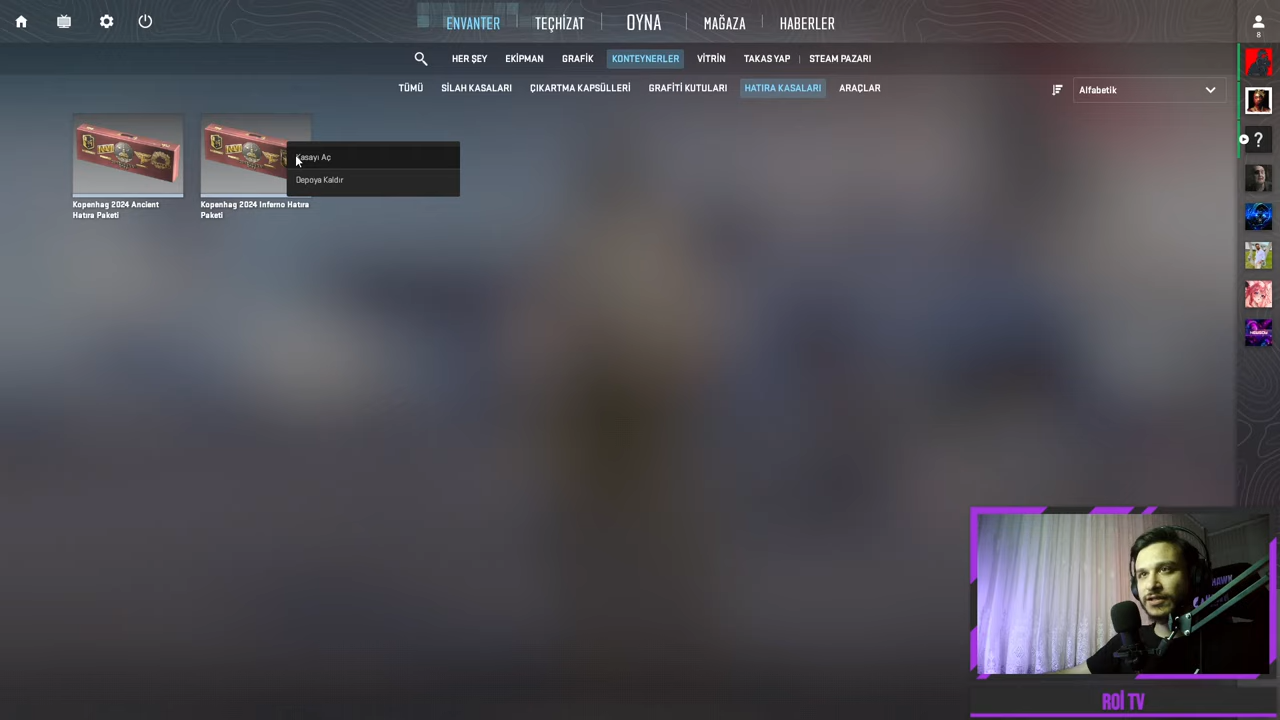 ENVANTER
TEÇHİZAT
OYNA
MAĞAZA
HABERLER
8
HER ŞEY
EKİPMAN
GRAFİK
KONTEYNERLER
VİTRİN
TAKAS YAP
STEAM PAZARI
TÜMÜ
SİLAH KASALARI
ÇIKARTMA KAPSÜLLERİ
GRAFİTİ KUTULARI
HATIRA KASALARI
ARAÇLAR
Alfabetik
Kasayı Aç
Depoya Kaldır
Kopenhag 2024 Ancient
Hatıra Paketi
Kopenhag 2024 Inferno Hatıra
Paketi
?
ROİ TV